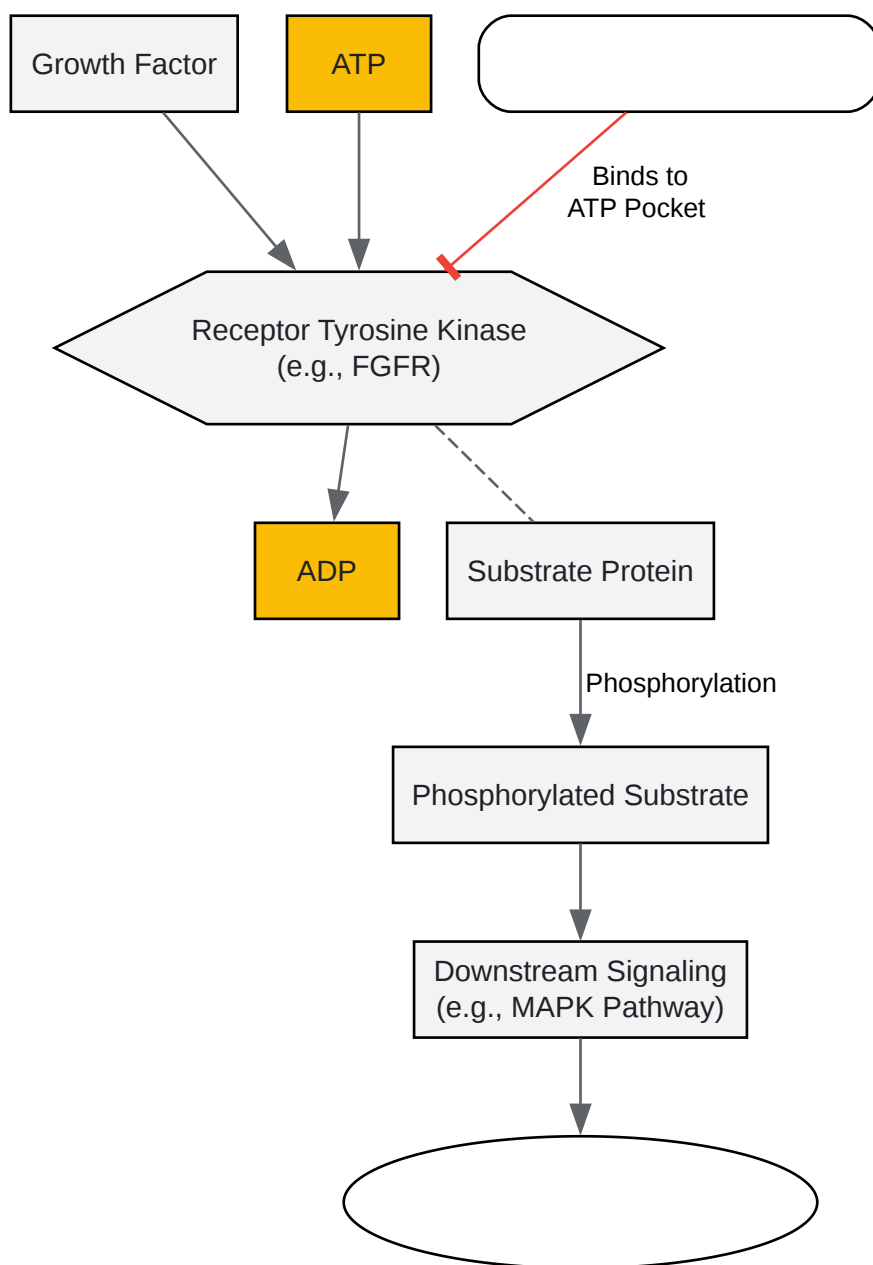 Growth Factor
ATP
Binds to
ATP Pocket
Receptor Tyrosine Kinase
(e.g., FGFR)
ADP
Substrate Protein
Phosphorylation
Phosphorylated Substrate
Downstream Signaling
(e.g., MAPK Pathway)